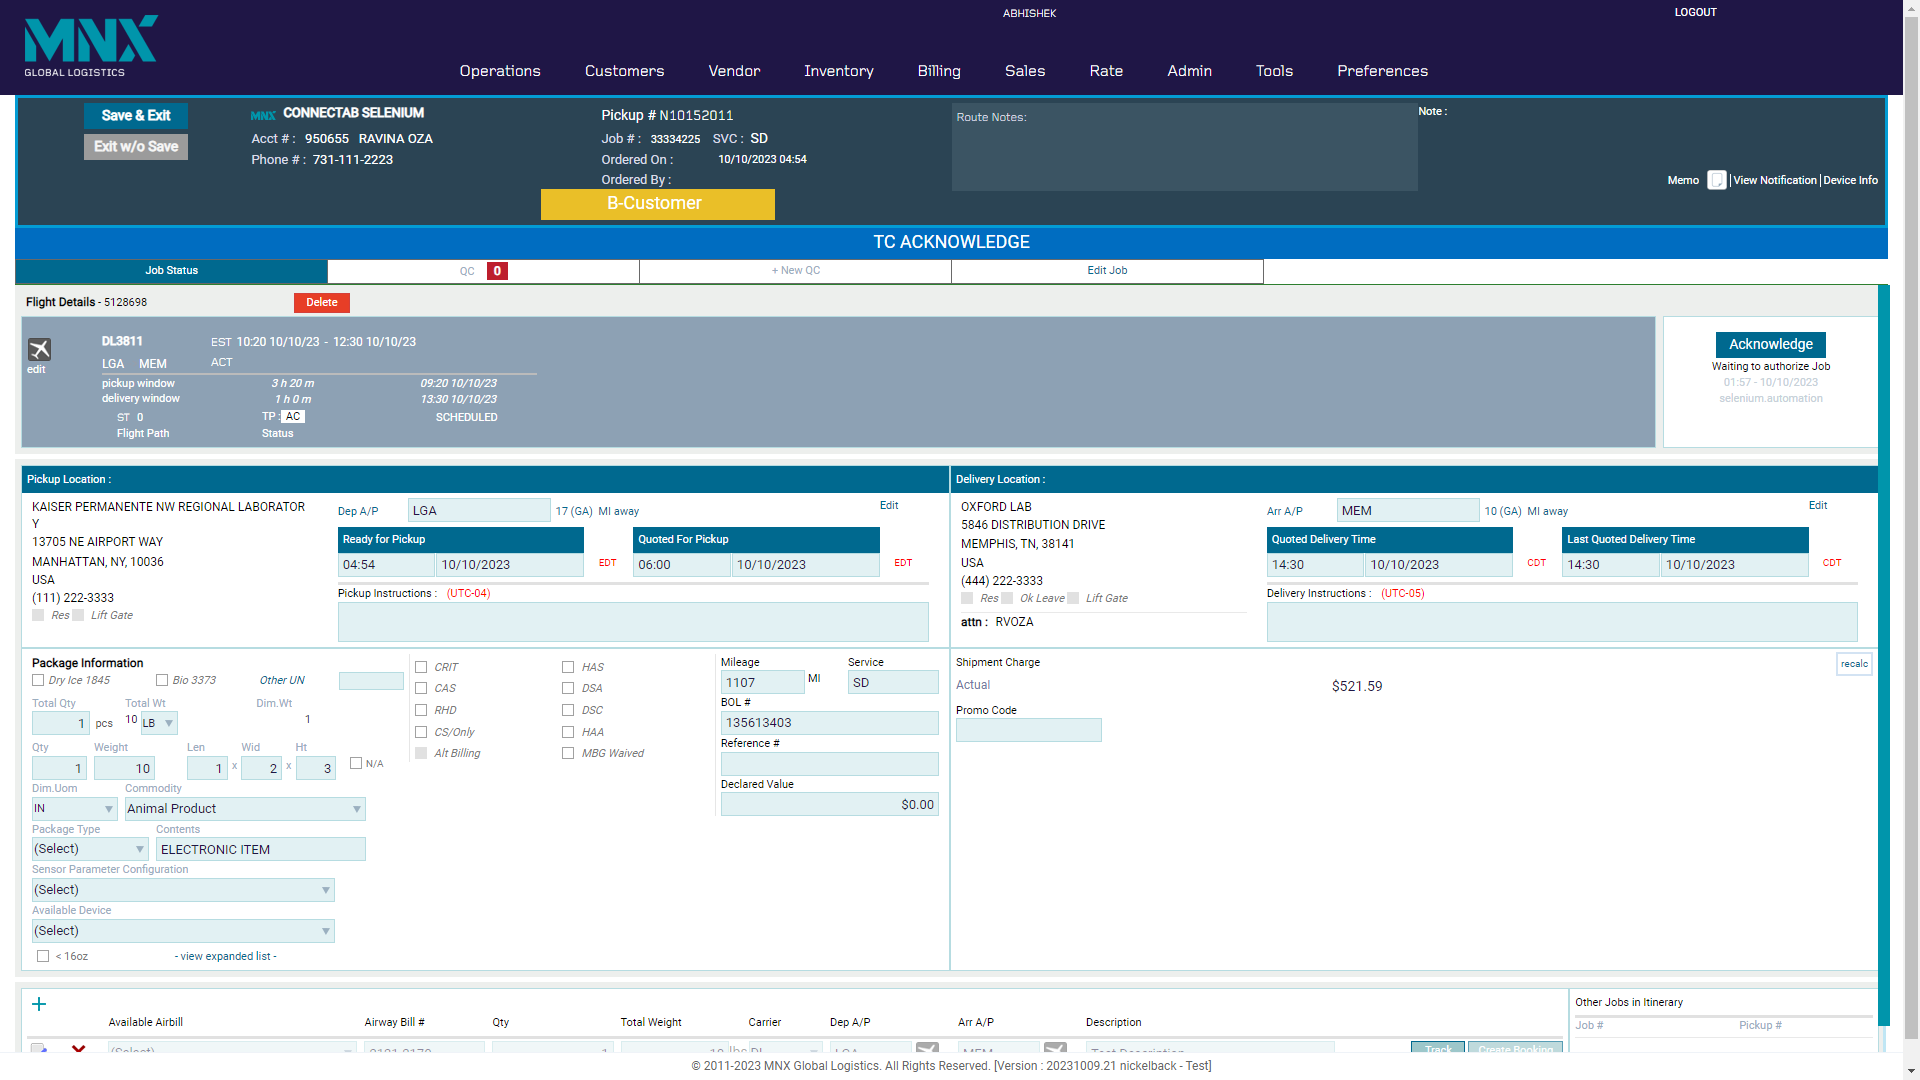 MNX
GLOBAL LOGISTICS
ABHISHEK
LOGOUT
Operations Customers Vendor Inventory Billing Sales Rate Admin Tools Preferences
Save & Exit
Exit w/o Save
MNX CONNECTAB SELENIUM
Acct # : 950655 RAVINA OZA
Phone # : 731-111-2223
Pickup # N10152011
Job # : 33334225 SVC : SD
Ordered On : 10/10/2023 04:54
Ordered By :
B-Customer
Route Notes:
Note :
Memo | View Notification | Device Info
TC ACKNOWLEDGE
Job Status QC 0 + New QC Edit Job
Flight Details - 5128698 Delete
edit
DL3811 EST 10:20 10/10/23 - 12:30 10/10/23
LGA MEM ACT
pickup window 3 h 20 m 09:20 10/10/23
delivery window 1 h 0 m 13:30 10/10/23
ST 0 TP : AC SCHEDULED
Flight Path Status
Acknowledge
Waiting to authorize Job
01:57 - 10/10/2023
selenium.automation
Pickup Location :
KAISER PERMANENTE NW REGIONAL LABORATOR
Y
13705 NE AIRPORT WAY
MANHATTAN, NY, 10036
USA
(111) 222-3333
Res Lift Gate
Dep A/P LGA 17 (GA) MI away Edit
Ready for Pickup Quoted For Pickup
04:54 10/10/2023 EDT 06:00 10/10/2023 EDT
Pickup Instructions : (UTC-04)
Delivery Location :
OXFORD LAB
5846 DISTRIBUTION DRIVE
MEMPHIS, TN, 38141
USA
(444) 222-3333
Res Ok Leave Lift Gate
attn : RVOZA
Arr A/P MEM 10 (GA) MI away Edit
Quoted Delivery Time Last Quoted Delivery Time
14:30 10/10/2023 CDT 14:30 10/10/2023 CDT
Delivery Instructions : (UTC-05)
Package Information
Dry Ice 1845 Bio 3373 Other UN
Total Qty Total Wt Dim.Wt
1 pcs 10 LB 1
Qty Weight Len Wid Ht
1 10 1 x 2 x 3 N/A
Dim.Uom Commodity
IN Animal Product
Package Type Contents
(Select) ELECTRONIC ITEM
Sensor Parameter Configuration
(Select)
Available Device
(Select)
< 16oz - view expanded list -
CRIT HAS
CAS DSA
RHD DSC
CS/Only HAA
Alt Billing MBG Waived
Mileage Service
1107 MI SD
BOL #
135613403
Reference #
Declared Value
$0.00
Shipment Charge recalc
Actual $521.59
Promo Code
Available Airbill Airway Bill # Qty Total Weight Carrier Dep A/P Arr A/P Description
(Select) 1 10 lbs DL LGA MEM Test Description Track Create Booking
Other Jobs in Itinerary
Job # Pickup #
© 2011-2023 MNX Global Logistics. All Rights Reserved. [Version : 20231009.21 nickelback - Test]